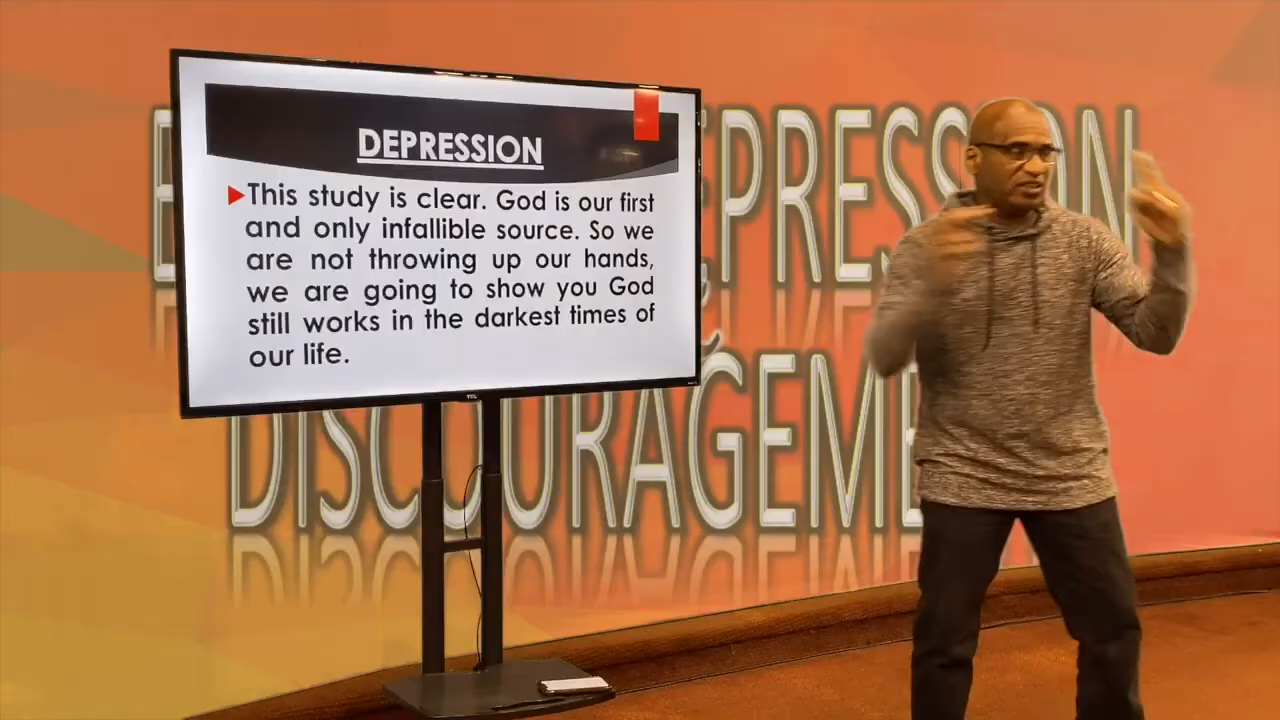 DEPRESSION
This study is clear. God is our first
and only infallible source. So we
are not throwing up our hands,
we are going to show you God
still works in the darkest times of
our life.
TCL